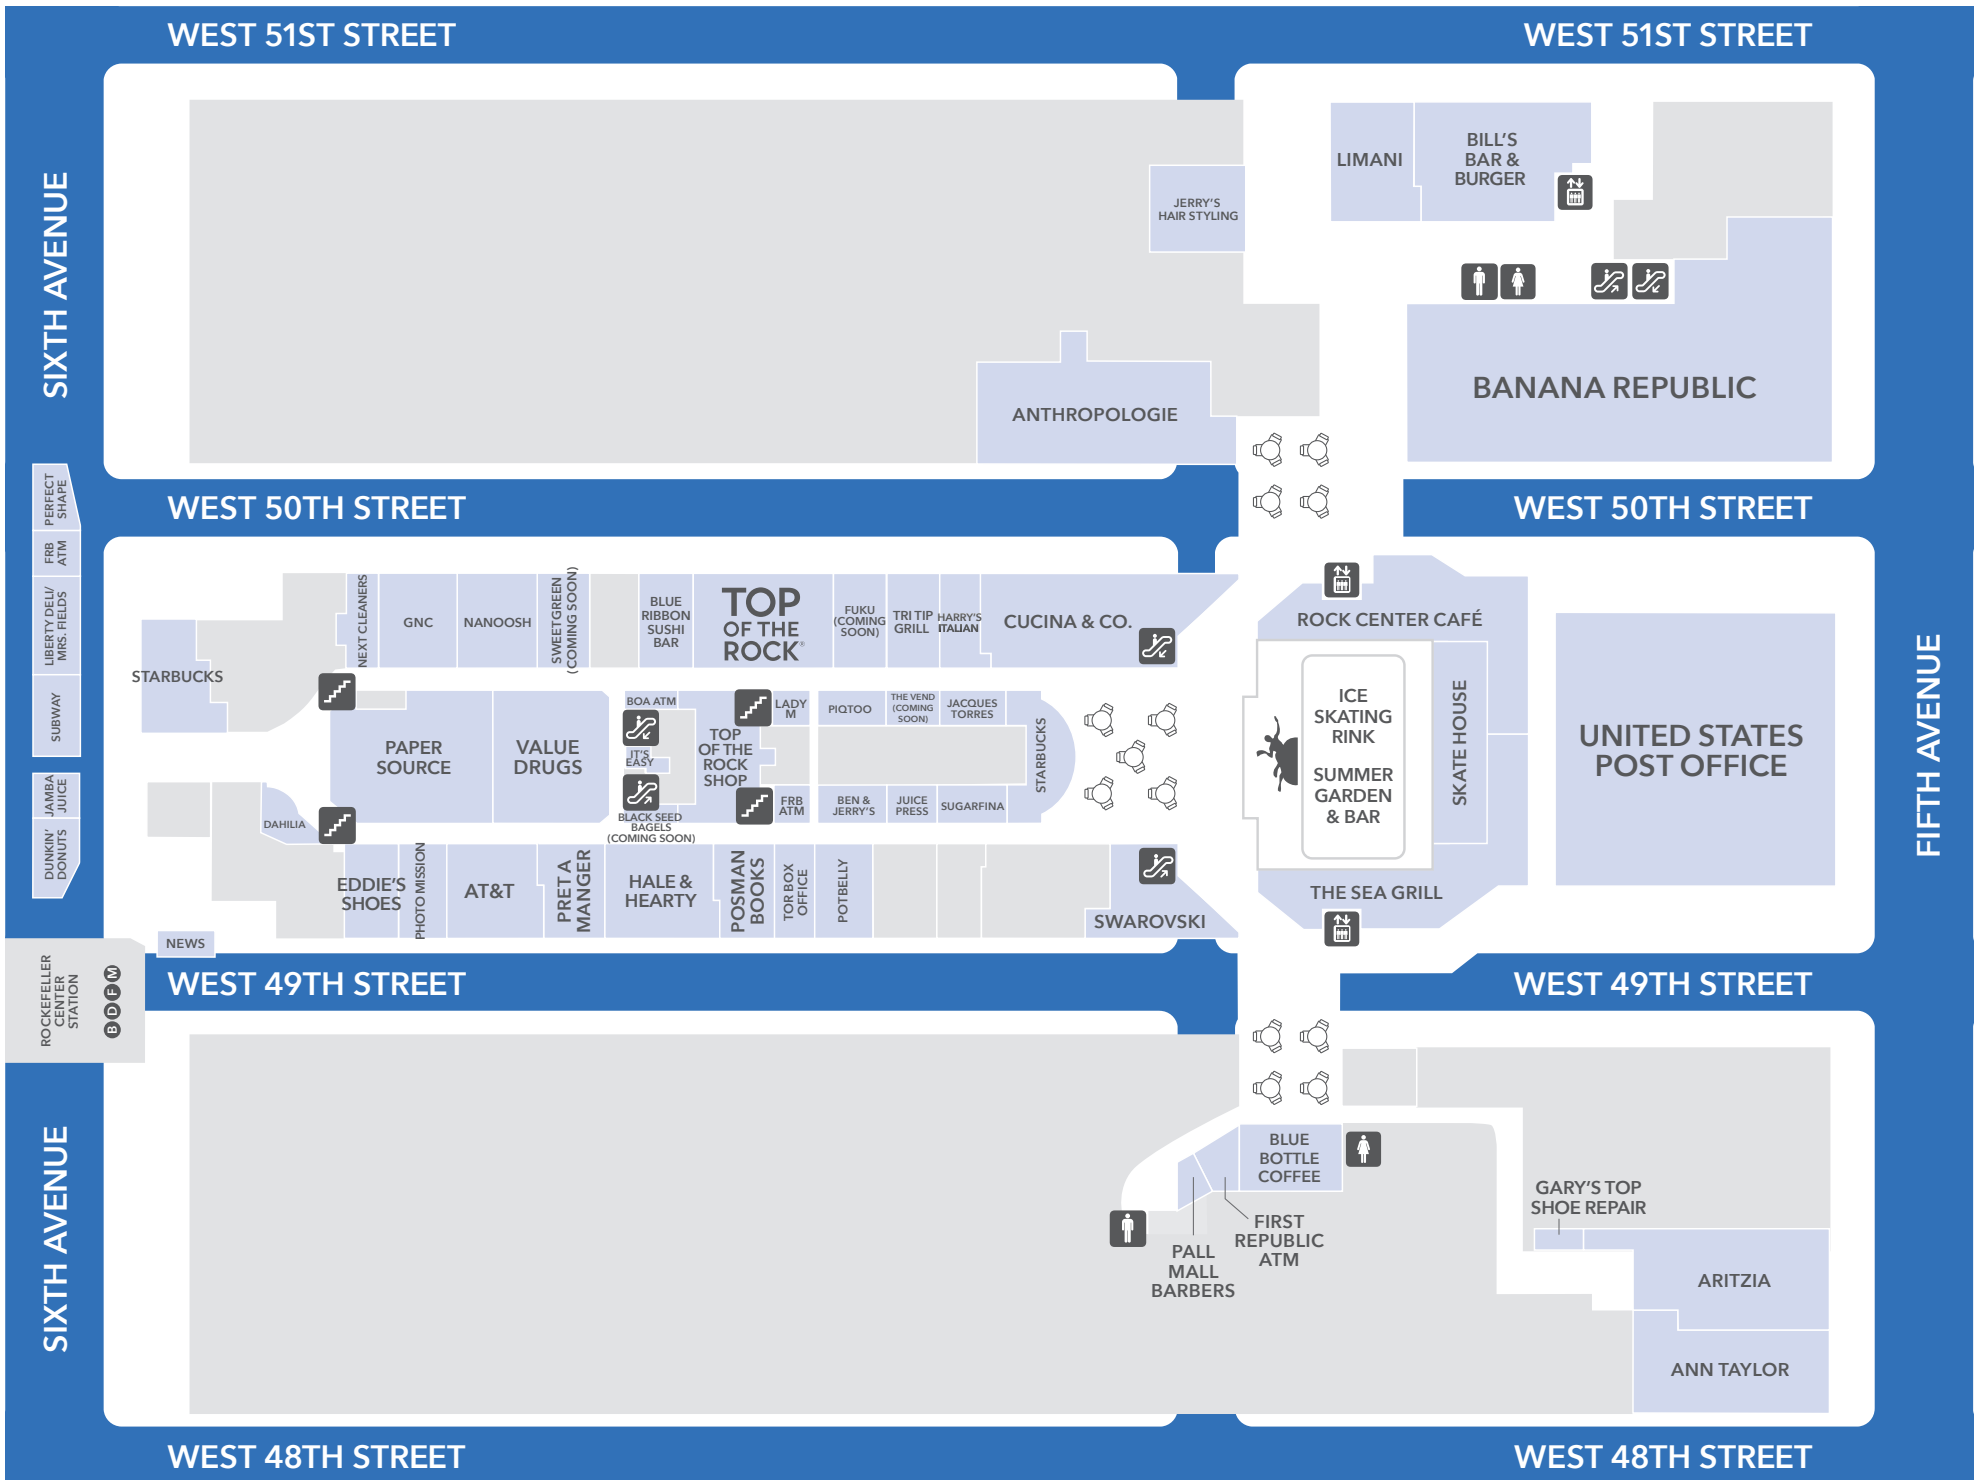 WEST 51ST STREET
WEST 51ST STREET
SIXTH AVENUE
LIMANI
BILL'S
BAR &
BURGER
JERRY'S
HAIR STYLING
BANANA REPUBLIC
ANTHROPOLOGIE
WEST 50TH STREET
WEST 50TH STREET
PERFECT
SHAPE
FRB
ATM
LIBERTY DELI/
MRS. FIELDS
SUBWAY
JAMBA
JUICE
DUNKIN'
DONUTS
STARBUCKS
NEXT CLEANERS
GNC
NANOOSH
SWEETGREEN
(COMING SOON)
BLUE
RIBBON
SUSHI
BAR
TOP
OF THE
ROCK®
FUKU
(COMING
SOON)
TRI TIP
GRILL
HARRY'S
ITALIAN
CUCINA & CO.
ROCK CENTER CAFÉ
PAPER
SOURCE
VALUE
DRUGS
BOA ATM
IT'S
EASY
BLACK SEED
BAGELS
(COMING SOON)
TOP
OF THE
ROCK
SHOP
LADY
M
FRB
ATM
PIQTOO
THE VEND
(COMING
SOON)
JACQUES
TORRES
BEN &
JERRY'S
JUICE
PRESS
SUGARFINA
STARBUCKS
ICE
SKATING
RINK
SUMMER
GARDEN
& BAR
SKATE HOUSE
UNITED STATES
POST OFFICE
FIFTH AVENUE
DAHILIA
EDDIE'S
SHOES
PHOTO MISSION
AT&T
PRET A
MANGER
HALE &
HEARTY
POSMAN
BOOKS
TOR BOX
OFFICE
POTBELLY
SWAROVSKI
THE SEA GRILL
NEWS
ROCKEFELLER
CENTER
STATION
B D F M
WEST 49TH STREET
WEST 49TH STREET
SIXTH AVENUE
BLUE
BOTTLE
COFFEE
FIRST
REPUBLIC
ATM
PALL
MALL
BARBERS
GARY'S TOP
SHOE REPAIR
ARITZIA
ANN TAYLOR
WEST 48TH STREET
WEST 48TH STREET